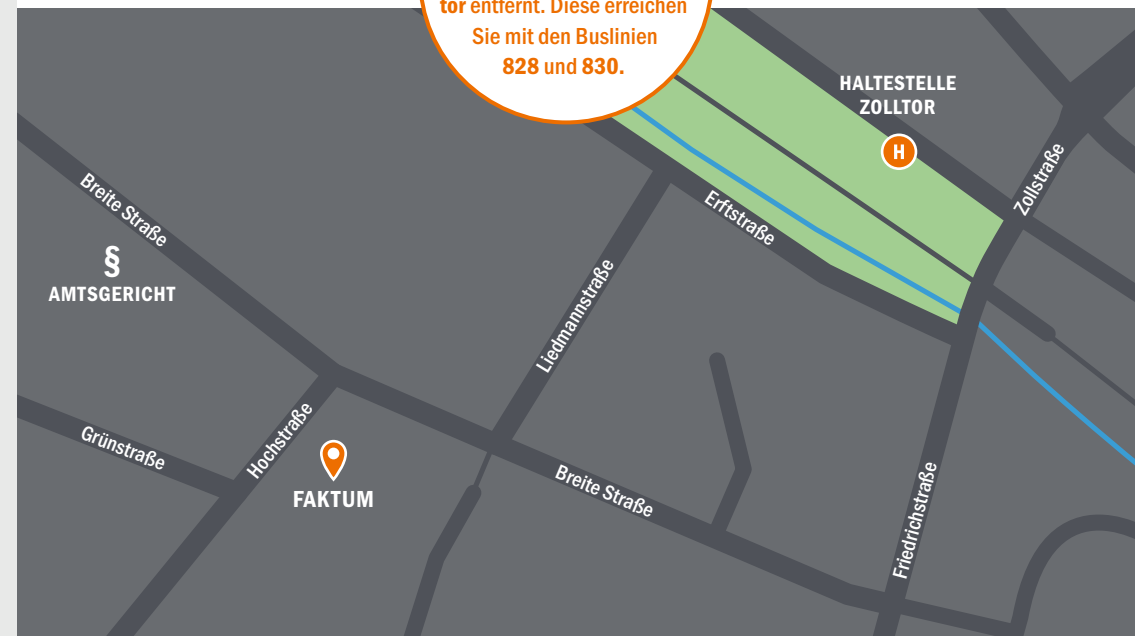 tor entfernt. Diese erreichen
Sie mit den Buslinien
828 und 830.
HALTESTELLE
ZOLLTOR
H
Zollstraße
Breite Straße
Erftstraße
§
AMTSGERICHT
Liedmannstraße
Hochstraße
Grünstraße
FAKTUM
Breite Straße
Friedrichstraße